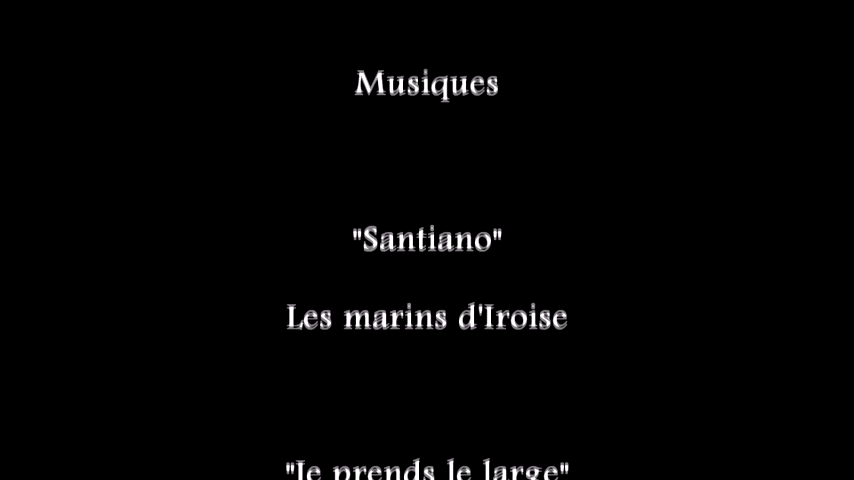 Musiques
"Santiano"
Les marins d'Iroise
"Je prends le large"